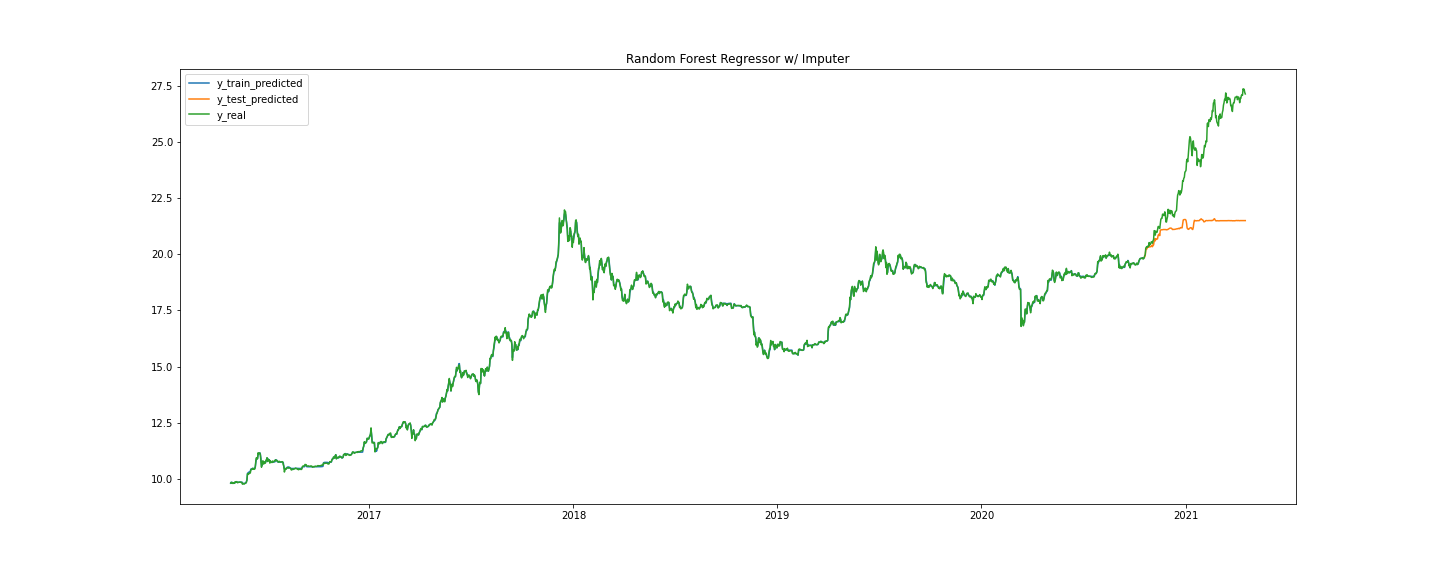 Random Forest Regressor w/ Imputer
y_train_predicted
y_test_predicted
y_real
27.5
25.0
22.5
20.0
17.5
15.0
12.5
10.0
2017 2018 2019 2020 2021